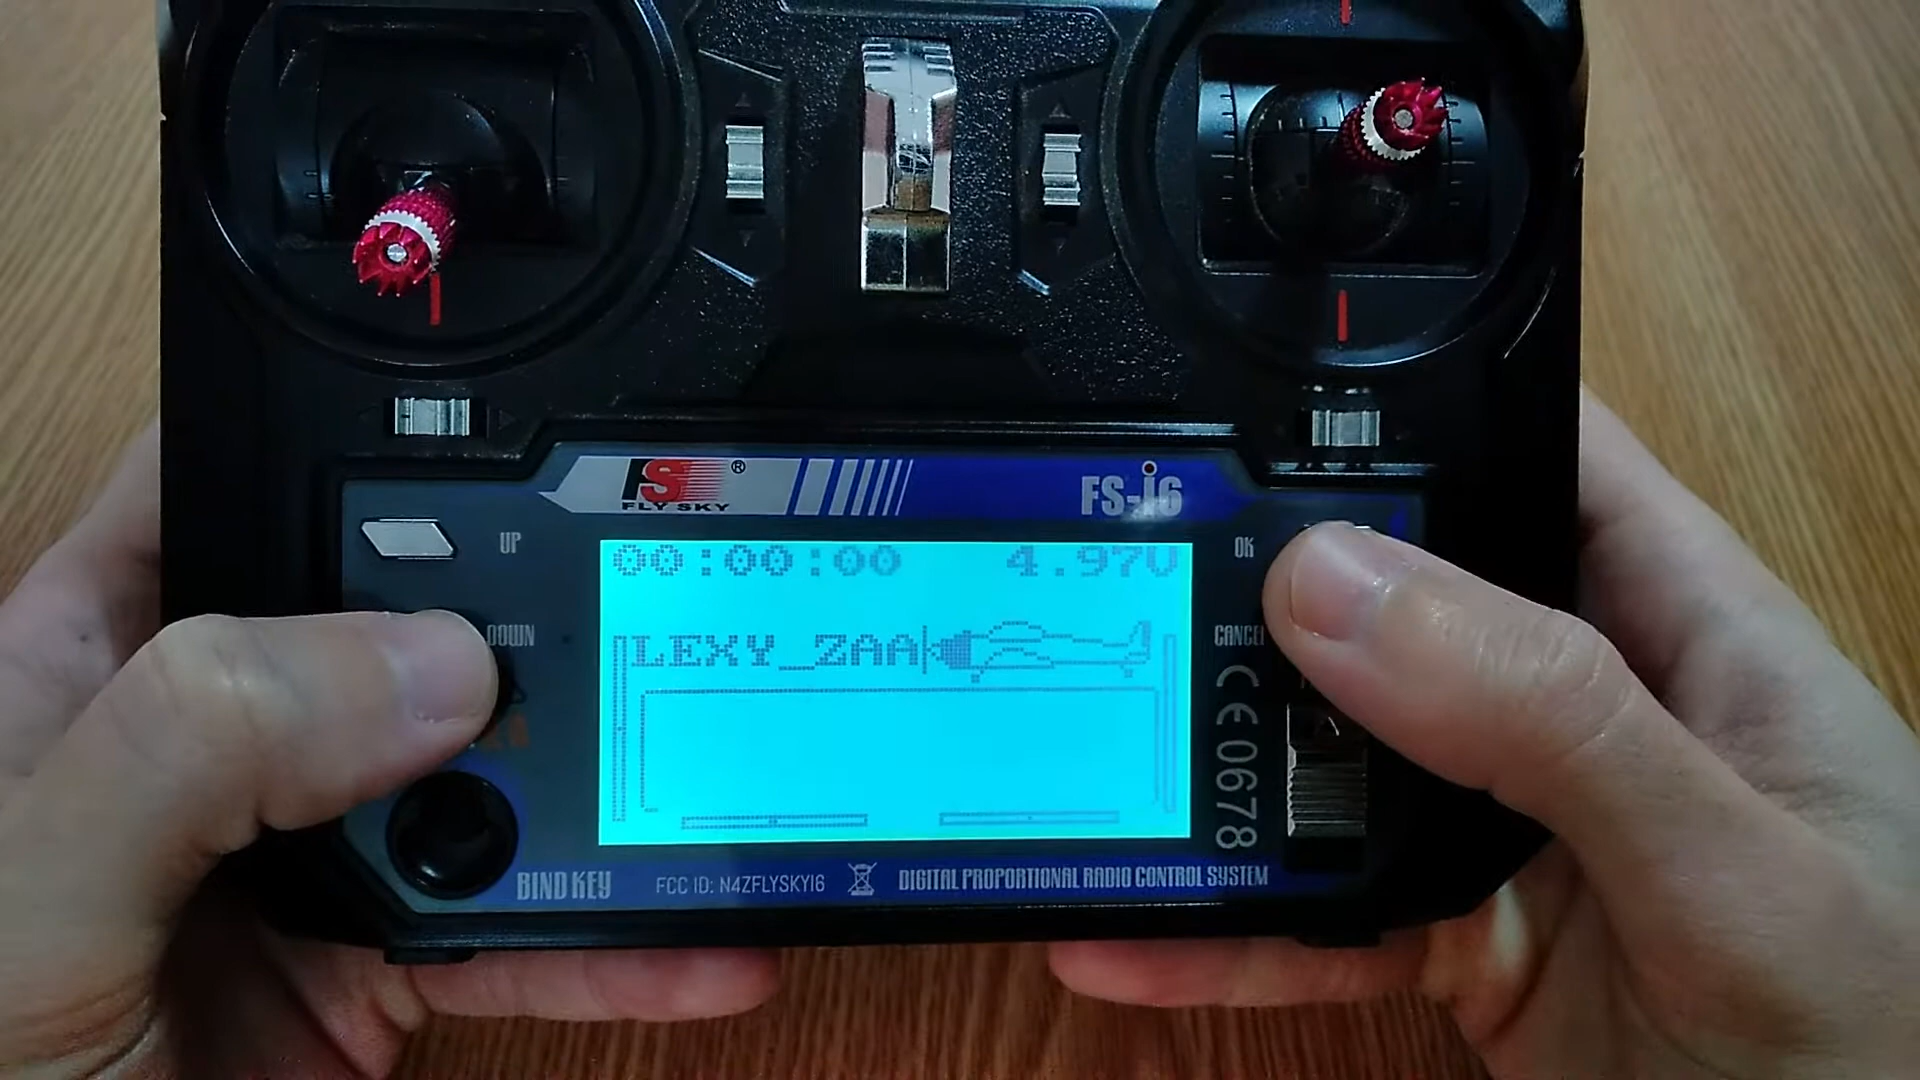 FS ®
FLY SKY
FS-i6
UP
OK
00:00:00 4.97V
DOWN
CANCEL
LEXY_ZAA
CE 0678
BIND KEY
FCC ID: N4ZFLYSKYI6
DIGITAL PROPORTIONAL RADIO CONTROL SYSTEM